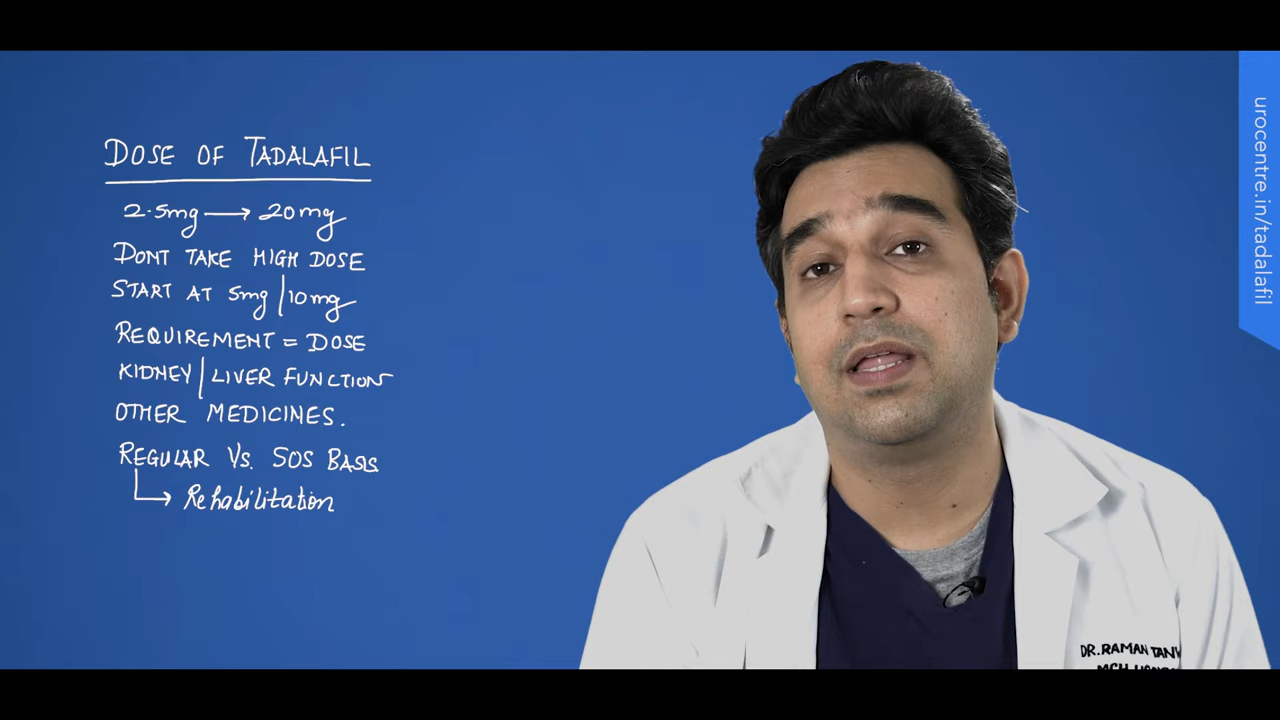 DOSE OF TADALAFIL
2.5mg → 20mg
DONT TAKE HIGH DOSE
START AT 5mg | 10mg
REQUIREMENT = DOSE
KIDNEY | LIVER FUNCTION
OTHER MEDICINES.
REGULAR Vs. SOS BASIS
↳ Rehabilitation
urocentre.in/tadalafil
DR. RAMAN